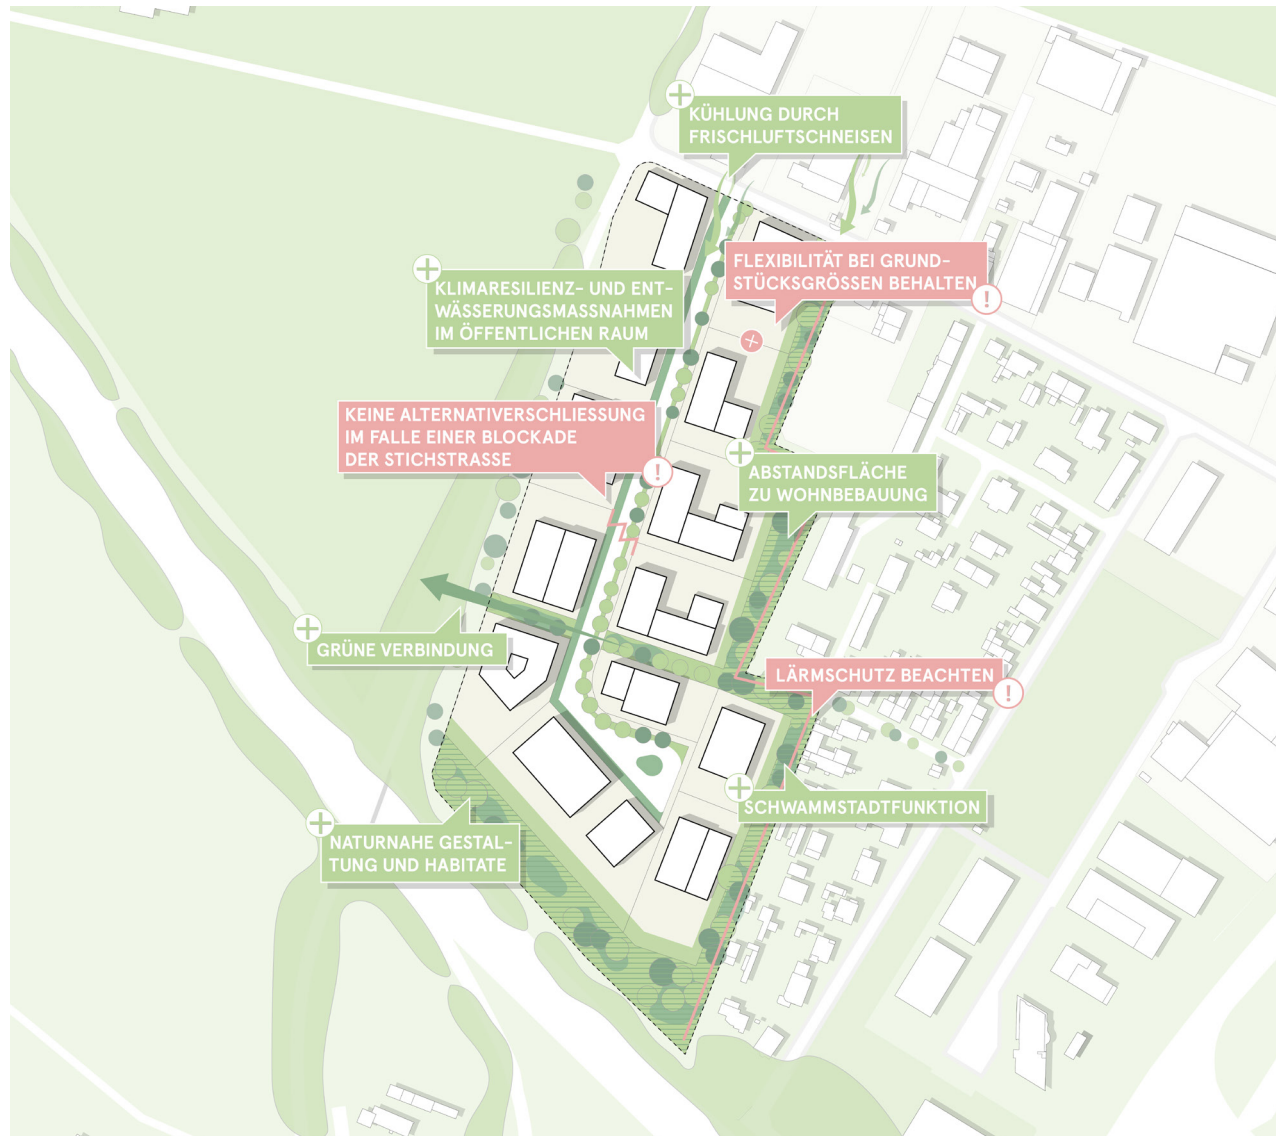 KÜHLUNG DURCH
FRISCHLUFTSCHNEISEN
FLEXIBILITÄT BEI GRUND-
STÜCKSGRÖSSEN BEHALTEN
!
KLIMARESILIENZ- UND ENT-
WÄSSERUNGSMASSNAHMEN
IM ÖFFENTLICHEN RAUM
KEINE ALTERNATIVERSCHLIESSUNG
IM FALLE EINER BLOCKADE
DER STICHSTRASSE
!
ABSTANDSFLÄCHE
ZU WOHNBEBAUUNG
GRÜNE VERBINDUNG
LÄRMSCHUTZ BEACHTEN
!
SCHWAMMSTADTFUNKTION
NATURNAHE GESTAL-
TUNG UND HABITATE